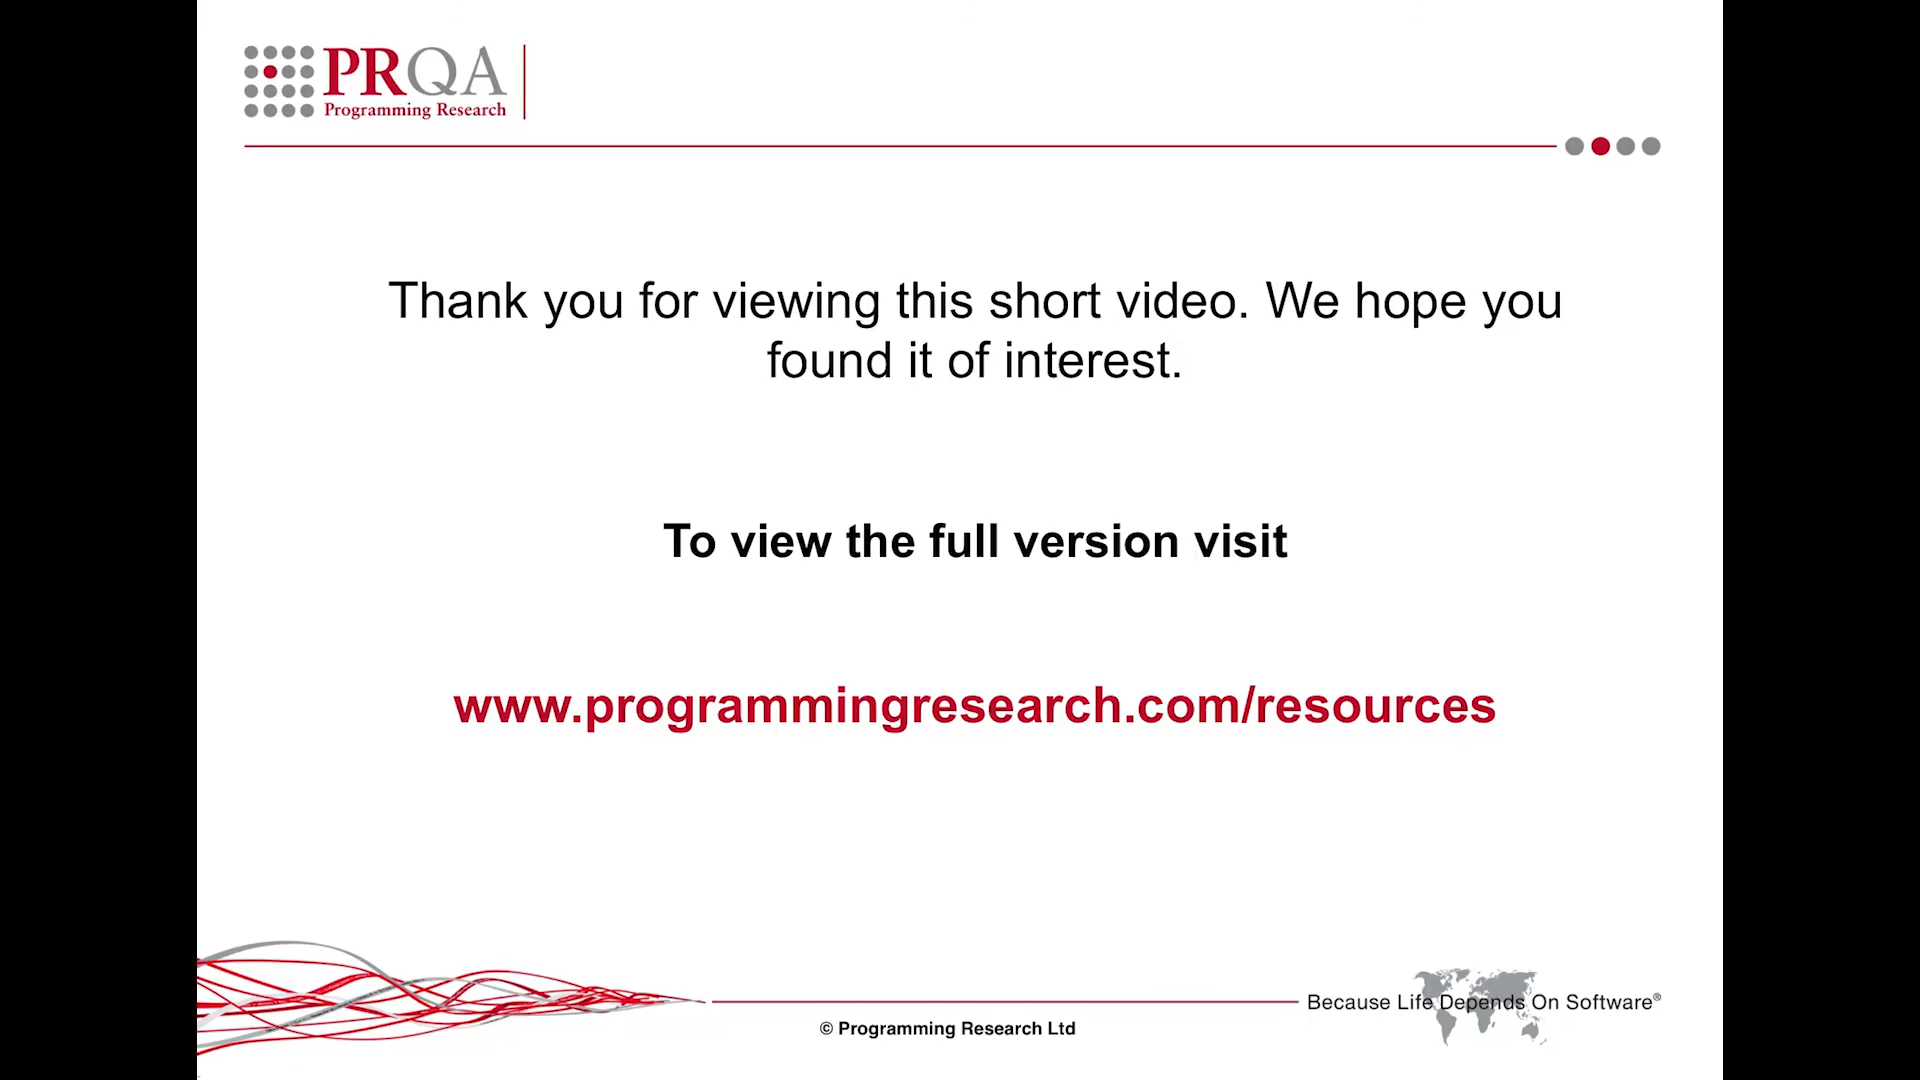 PRQA
Programming Research
Thank you for viewing this short video. We hope you
found it of interest.
To view the full version visit
www.programmingresearch.com/resources
Because Life Depends On Software®
© Programming Research Ltd